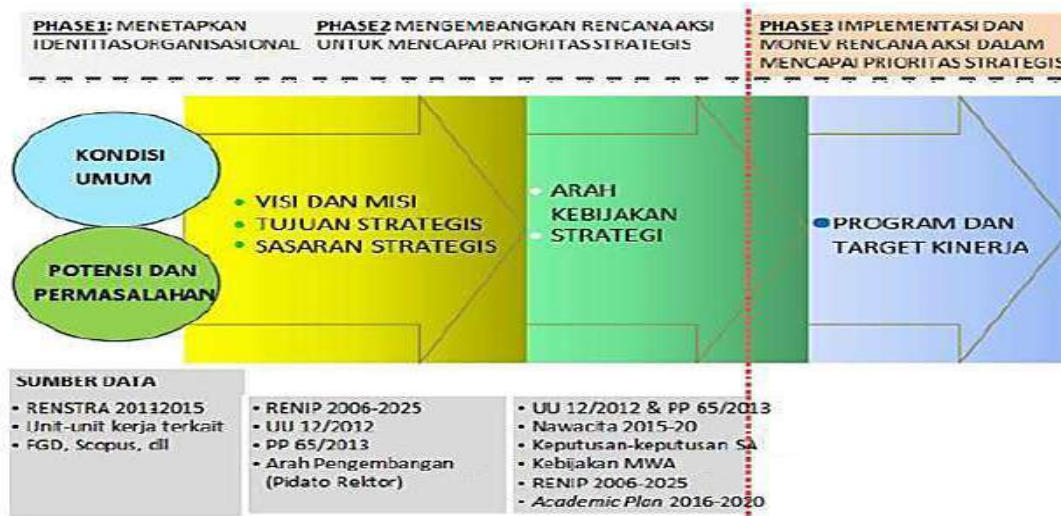 PHASE1: MENETAPKAN
IDENTITASORGANISASIONAL
PHASE2 MENGEMBANGKAN RENCANAAKSI
UNTUK MENCAPAI PRIORITAS STRATEGIS
PHASE3 IMPLEMENTASI DAN
MONEV RENCANA AKSI DALAM
MENCAPAI PRIORITAS STRATEGIS
KONDISI
UMUM
POTENSI DAN
PERMASALAHAN
• VISI DAN MISI
• TUJUAN STRATEGIS
• SASARAN STRATEGIS
• ARAH
KEBIJAKAN
• STRATEGI
• PROGRAM DAN
TARGET KINERJA
SUMBER DATA
• RENSTRA 20112015
• Unit-unit kerja terkait
• FGD, Scopus, dll
• RENIP 2006-2025
• UU 12/2012
• PP 65/2013
• Arah Pengembangan
(Pidato Rektor)
• UU 12/2012 & PP 65/2013
• Nawacita 2015-20
• Keputusan-keputusan SA
• Kebijakan MWA
• RENIP 2006-2025
• Academic Plan 2016-2020